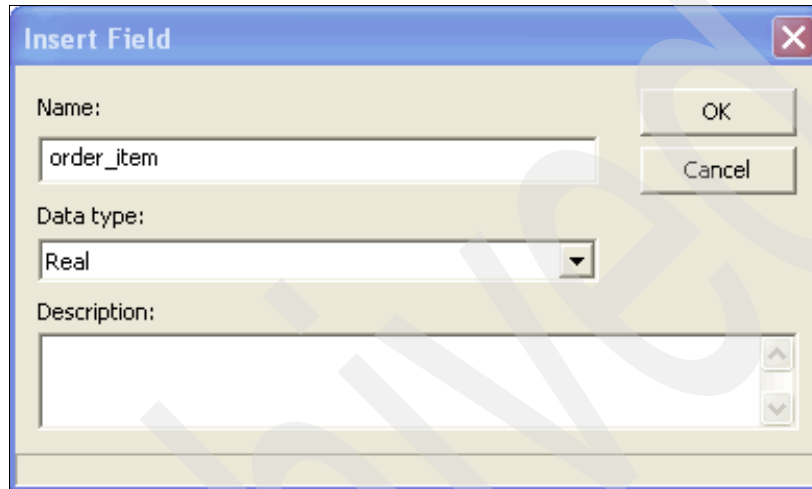 Insert Field
Name:
OK
order_item
Cancel
Data type:
Real
Description: